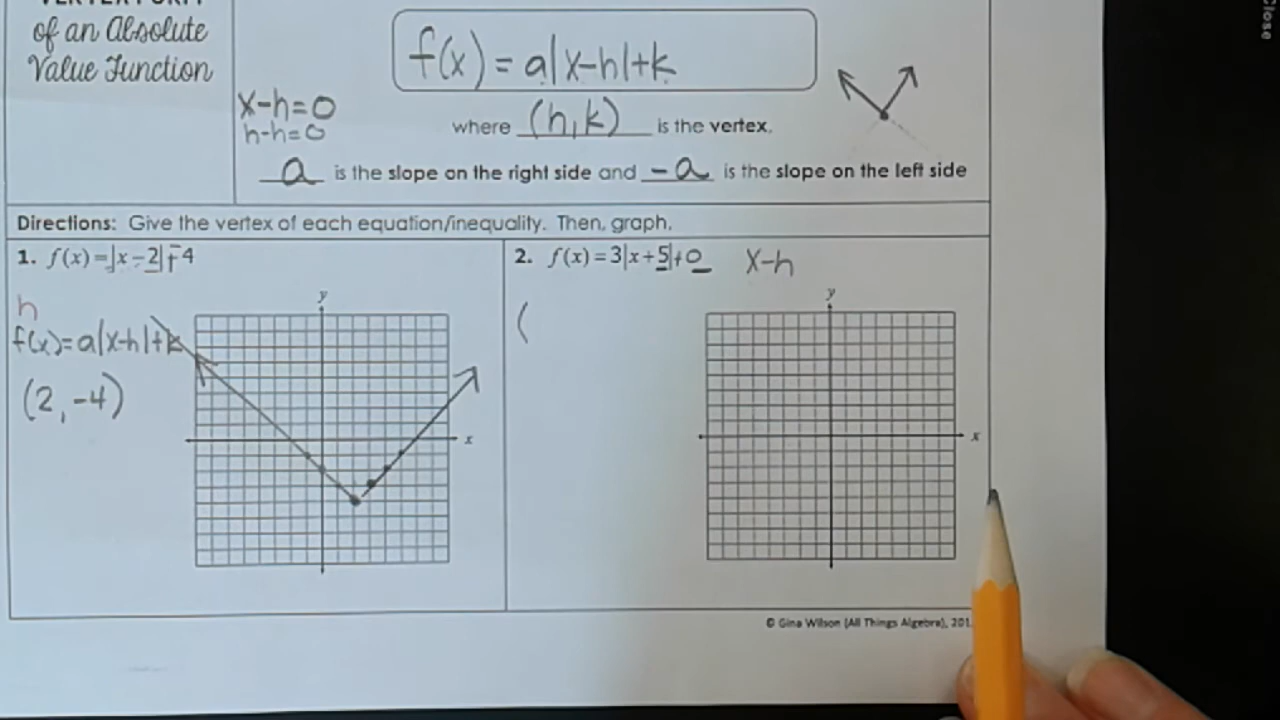 of an Absolute
Value Function
f(x) = a|x-h|+k
x-h=0
h-h=0
where (h,k) is the vertex.
a is the slope on the right side and -a is the slope on the left side
Directions: Give the vertex of each equation/inequality. Then, graph.
1. f(x)=|x-2|-4
h
f(x)=a|x-h|+k
(2,-4)
y
x
2. f(x)=3|x+5|+0 x-h
(
y
x
© Gina Wilson (All Things Algebra), 201
Close